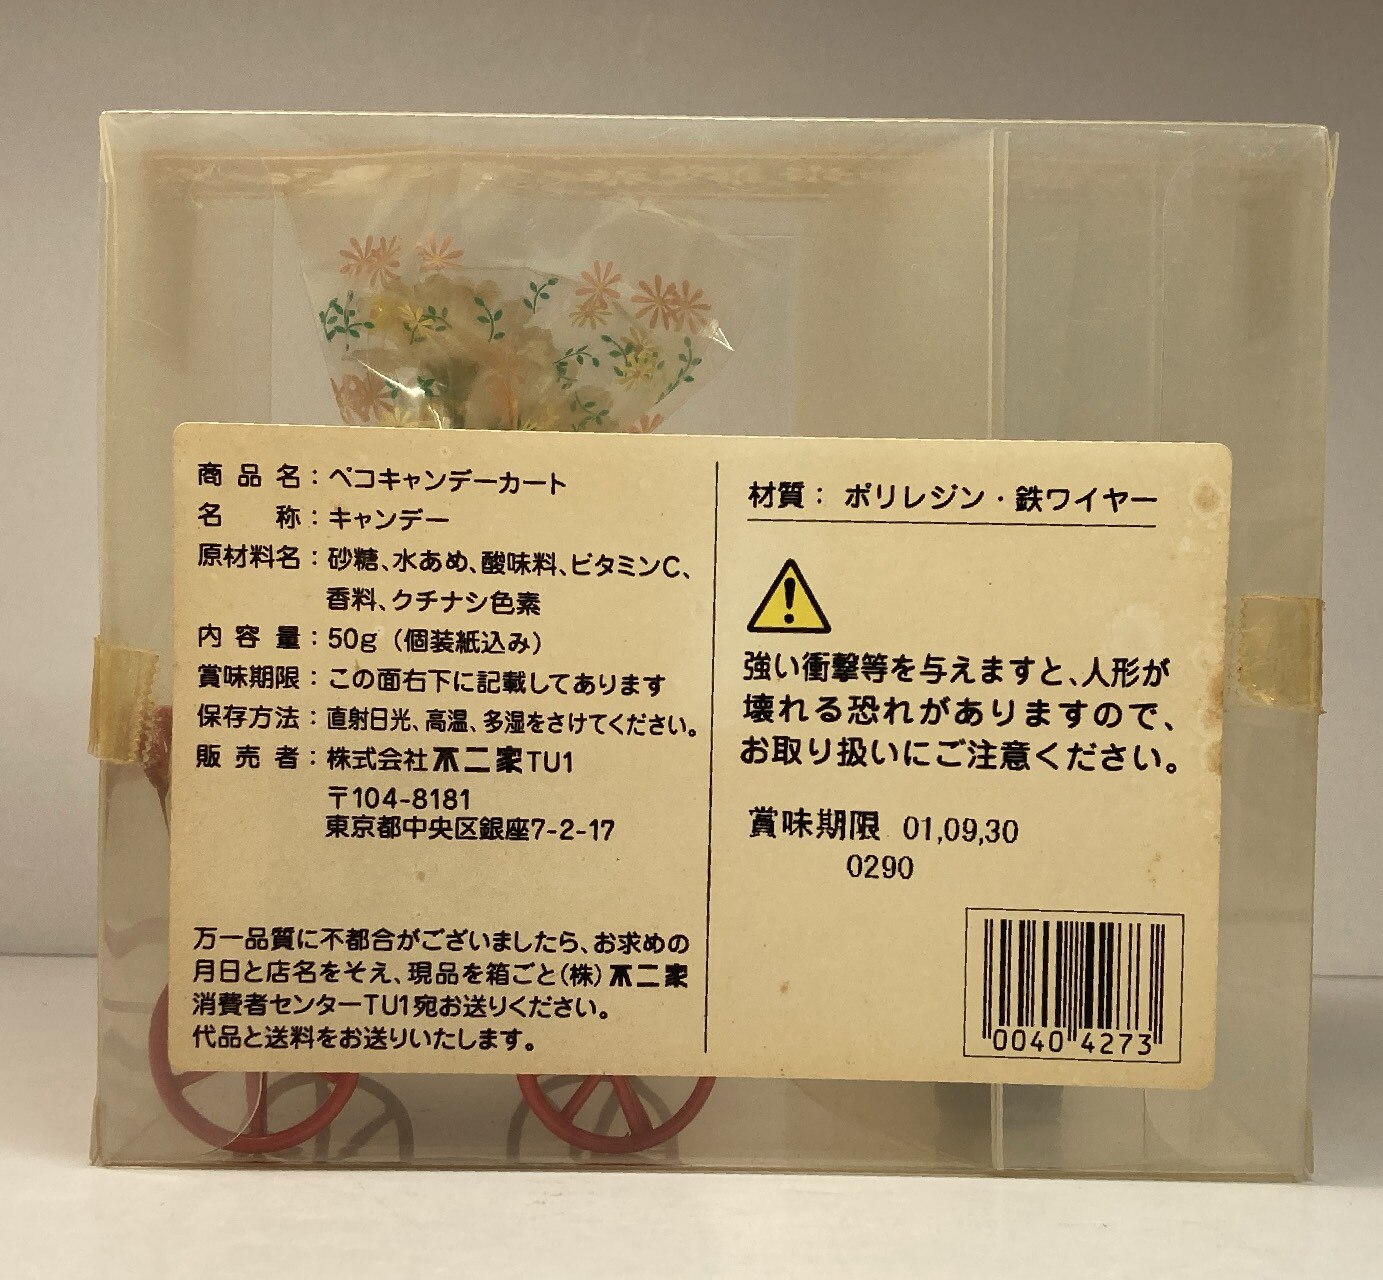 商品名：ペコキャンデーカート
名　称：キャンデー
原材料名：砂糖、水あめ、酸味料、ビタミンC、
香料、クチナシ色素
内容量：50g（個装紙込み）
賞味期限：この面右下に記載してあります
保存方法：直射日光、高温、多湿をさけてください。
販売者：株式会社不二家TU1
〒104-8181
東京都中央区銀座7-2-17
万一品質に不都合がございましたら、お求めの
月日と店名をそえ、現品を箱ごと(株)不二家
消費者センターTU1宛お送りください。
代品と送料をお送りいたします。
材質：ポリレジン・鉄ワイヤー
強い衝撃等を与えますと、人形が
壊れる恐れがありますので、
お取り扱いにご注意ください。
賞味期限 01,09,30
0290
0040 4273